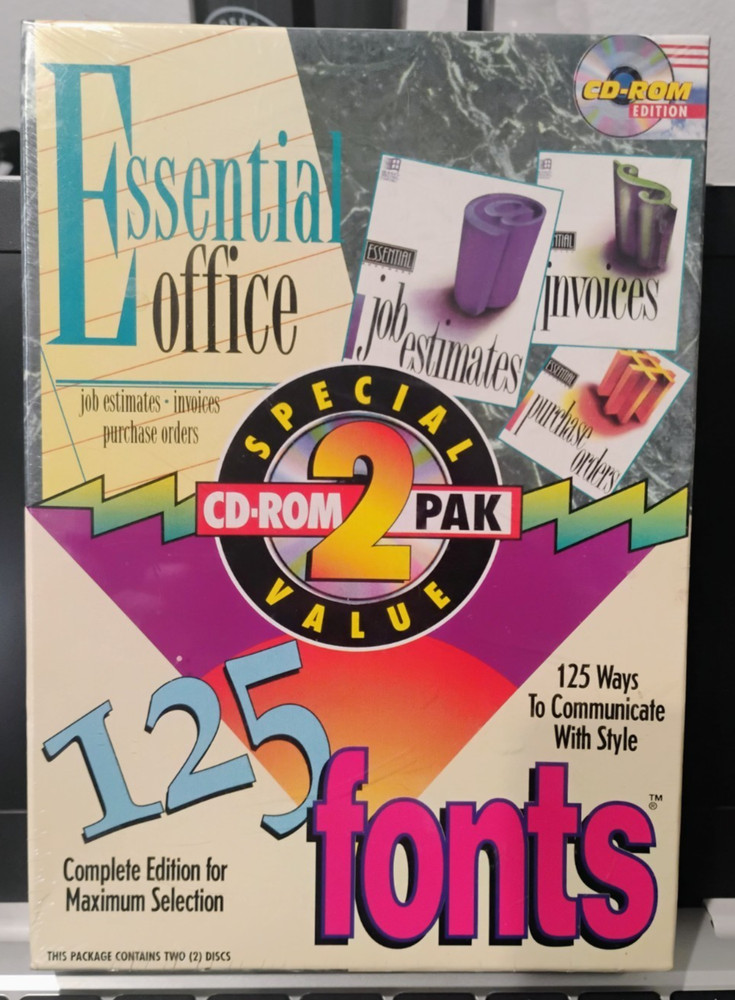 CD-ROM
EDITION
Essential
office
job estimates - invoices
purchase orders
ESSENTIAL
job
estimates
invoices
ESSENTIAL
purchase
orders
SPECIAL
CD-ROM 2 PAK
VALUE
125
fonts
™
®
125 Ways
To Communicate
With Style
Complete Edition for
Maximum Selection
THIS PACKAGE CONTAINS TWO (2) DISCS